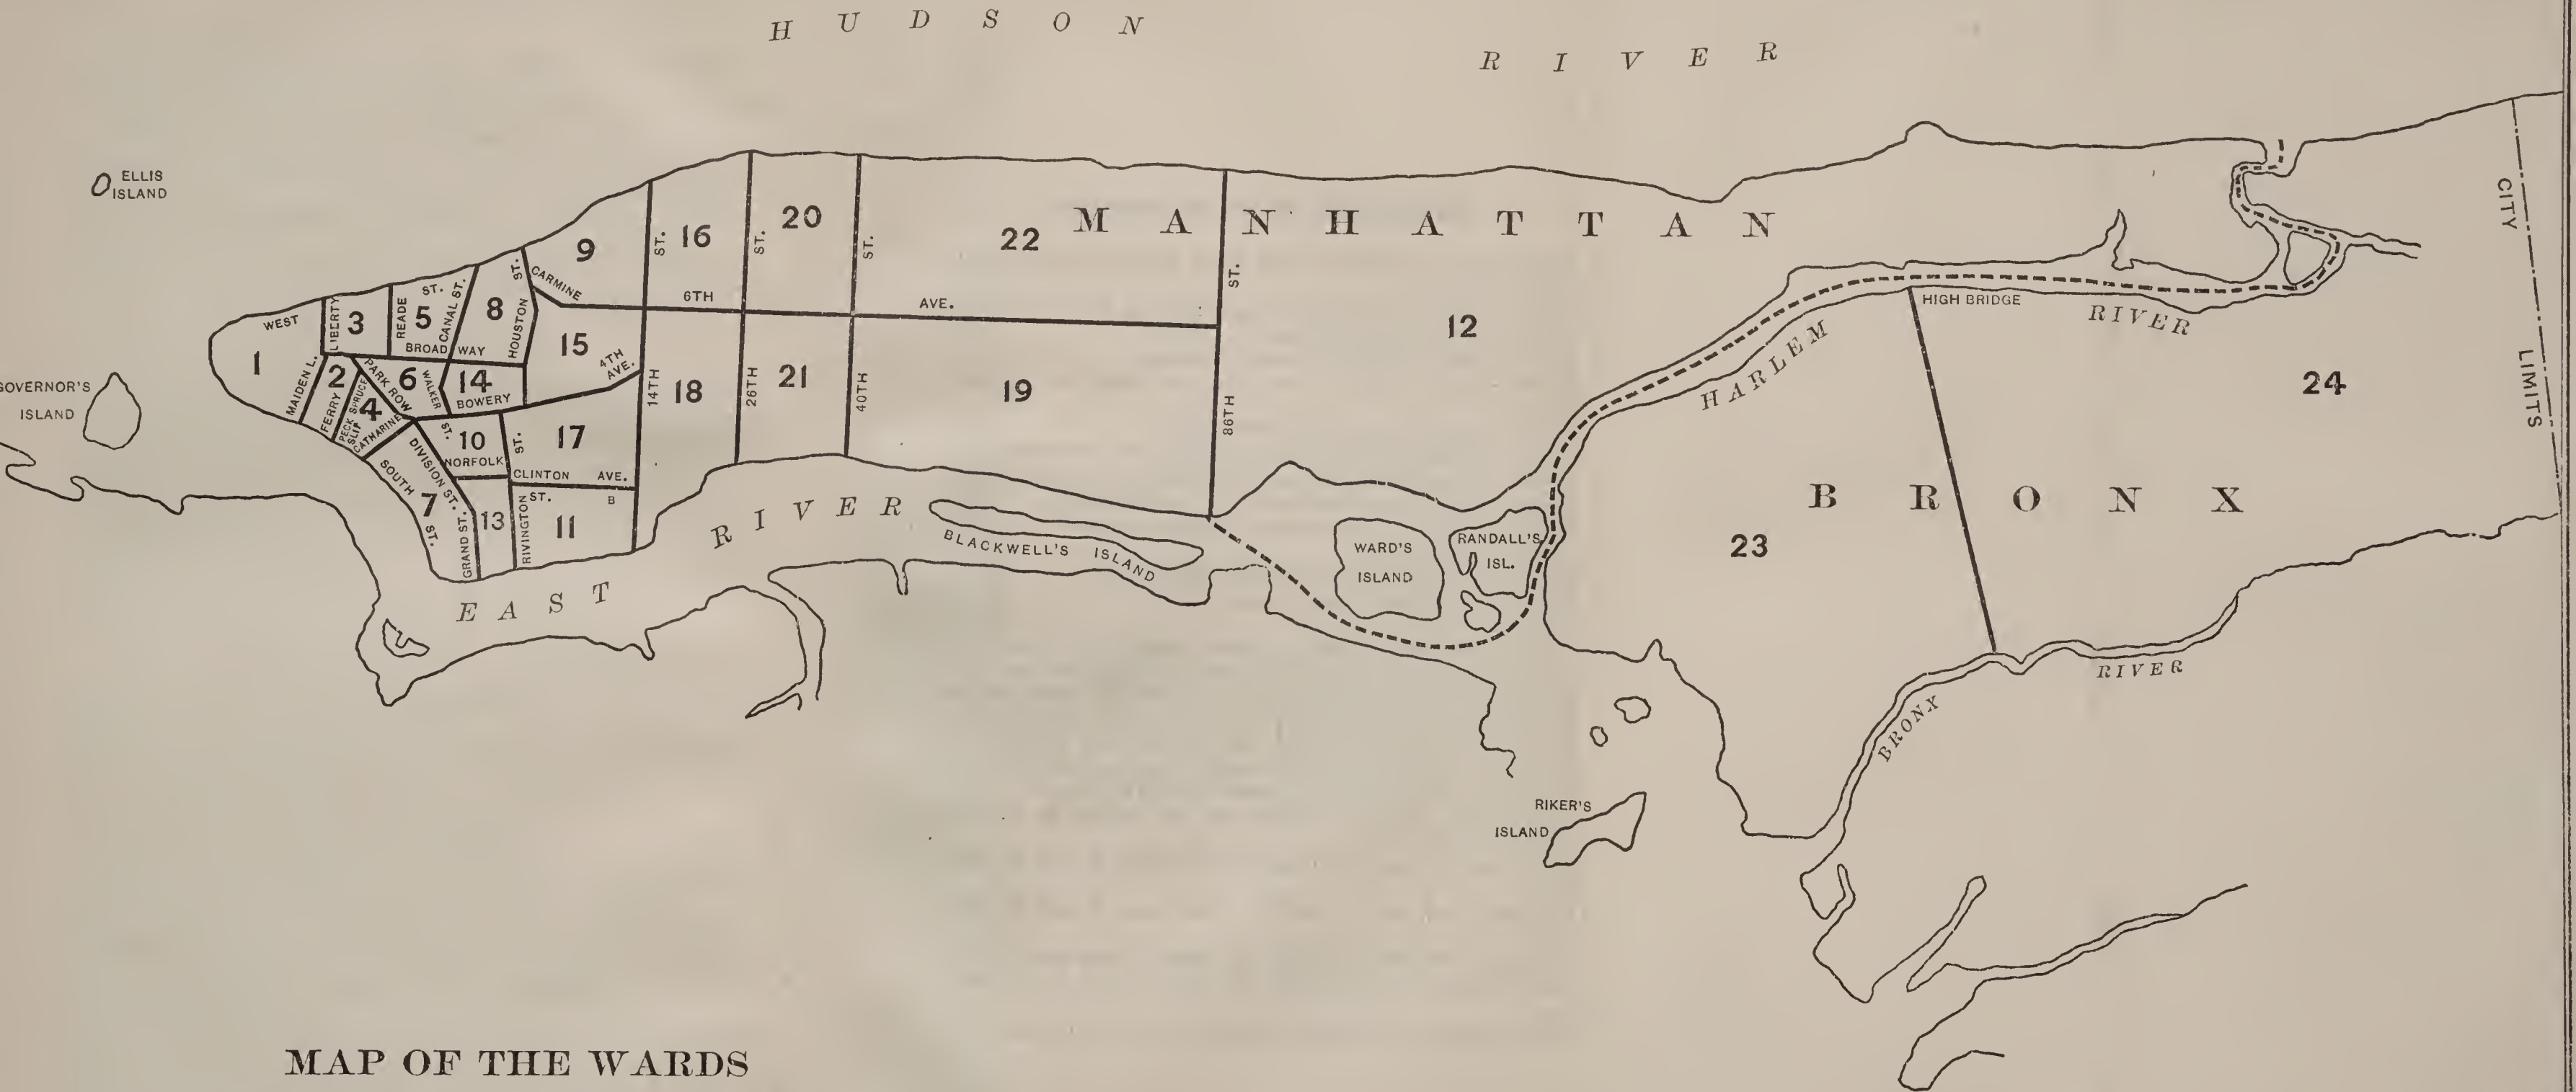 HUDSON
RIVER
ELLIS
ISLAND
GOVERNOR'S
ISLAND
MANHATTAN
BRONX
CITY
LIMITS
1
WEST
MAIDEN L.
LIBERTY
3
2
FERRY
READE
5
ST.
CANAL ST.
BROADWAY
PARK ROW
6
WALKER
14
BOWERY
SPRUCE
4
PECK
SLIP
CATHARINE
8
HOUSTON
ST.
9
CARMINE
15
4TH
AVE.
ST.
10
NORFOLK
ST.
17
CLINTON AVE.
ST. B
DIVISION ST.
SOUTH
7
ST.
GRAND ST.
13
RIVINGTON
11
ST.
16
6TH
14TH
18
ST.
20
26TH
21
ST.
22
AVE.
40TH
19
ST.
86TH
12
HIGH BRIDGE
HARLEM
RIVER
24
23
EAST
RIVER
BLACKWELL'S ISLAND
WARD'S
ISLAND
RANDALL'S
ISL.
RIKER'S
ISLAND
BRONX
RIVER
MAP OF THE WARDS